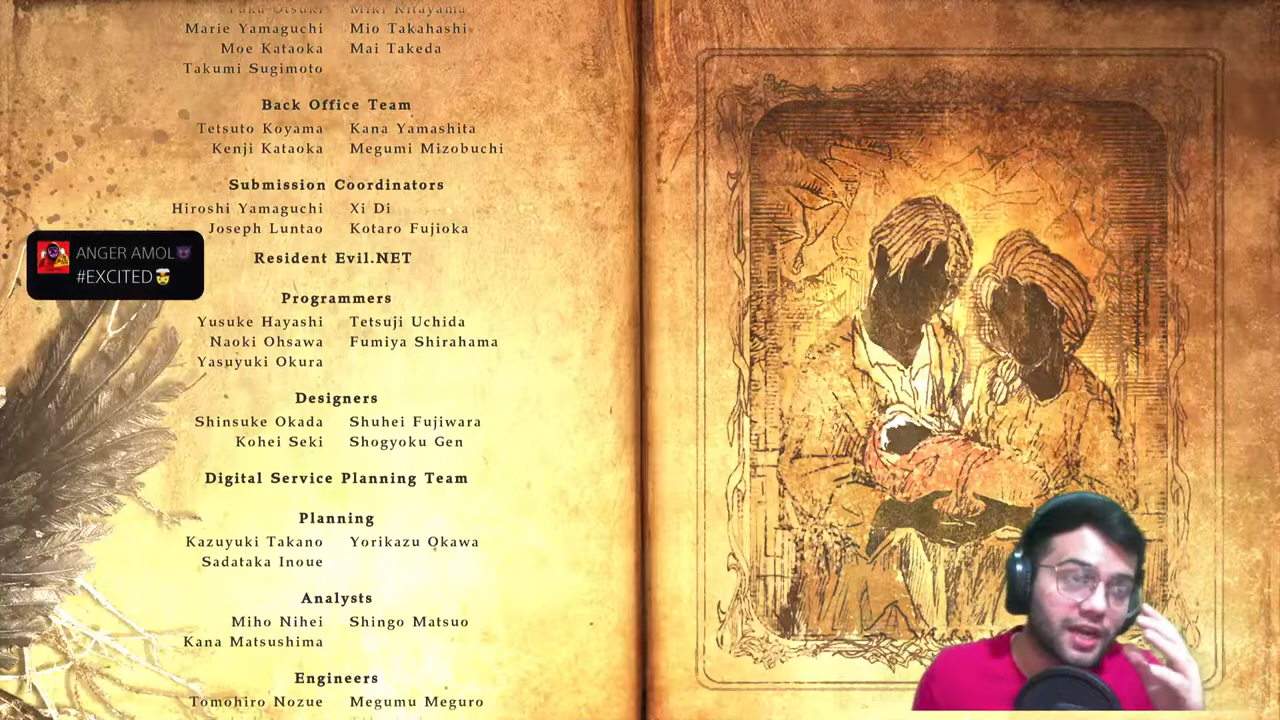 Yuka Otsuki Miki Kitayama
Marie Yamaguchi Mio Takahashi
Moe Kataoka Mai Takeda
Takumi Sugimoto
Back Office Team
Tetsuto Koyama Kana Yamashita
Kenji Kataoka Megumi Mizobuchi
Submission Coordinators
Hiroshi Yamaguchi Xi Di
Joseph Luntao Kotaro Fujioka
ANGER AMOL😈
#EXCITED🤯
Resident Evil.NET
Programmers
Yusuke Hayashi Tetsuji Uchida
Naoki Ohsawa Fumiya Shirahama
Yasuyuki Okura
Designers
Shinsuke Okada Shuhei Fujiwara
Kohei Seki Shogyoku Gen
Digital Service Planning Team
Planning
Kazuyuki Takano Yorikazu Okawa
Sadataka Inoue
Analysts
Miho Nihei Shingo Matsuo
Kana Matsushima
Engineers
Tomohiro Nozue Megumu Meguro